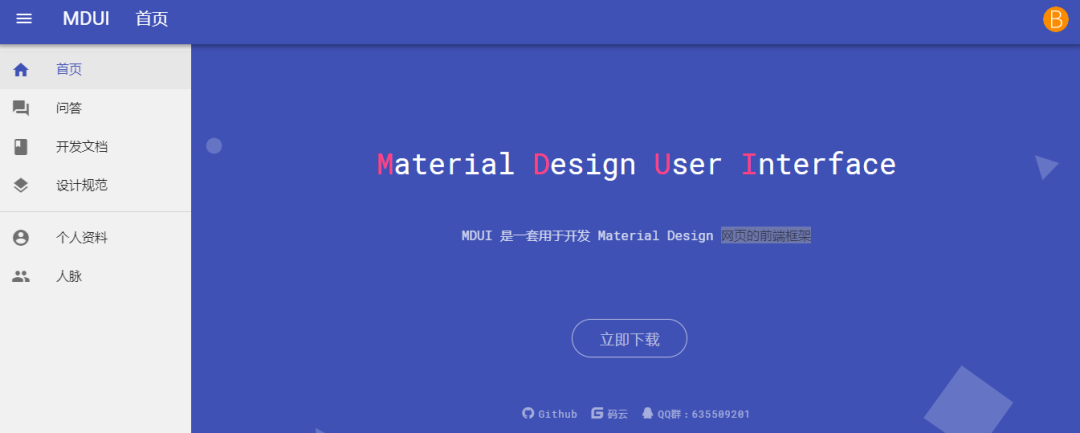 MDUI 首页 B
首页
问答
开发文档
设计规范
个人资料
人脉
Material Design User Interface
MDUI 是一套用于开发 Material Design 网页的前端框架
立即下载
Github 码云 QQ群：635509201